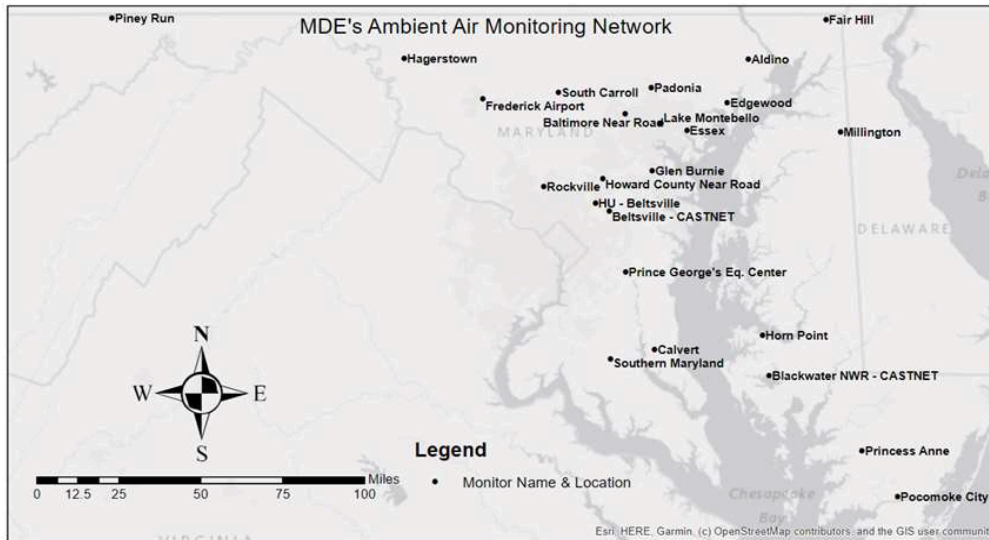 Piney Run
MDE's Ambient Air Monitoring Network
Fair Hill
Hagerstown
Aldino
South Carroll
Padonia
Frederick Airport
Edgewood
Baltimore Near Road
Lake Montebello
MARYLAND
Essex
Millington
Glen Burnie
Rockville
Howard County Near Road
HU - Beltsville
Beltsville - CASTNET
DELAWARE
Prince George's Eq. Center
Horn Point
Calvert
Southern Maryland
Blackwater NWR - CASTNET
N
W
E
S
Legend
Princess Anne
Miles
0 12.5 25 50 75 100
Monitor Name & Location
Chesapeake
Bay
Pocomoke City
VIRGINIA
Esri, HERE, Garmin, (c) OpenStreetMap contributors, and the GIS user